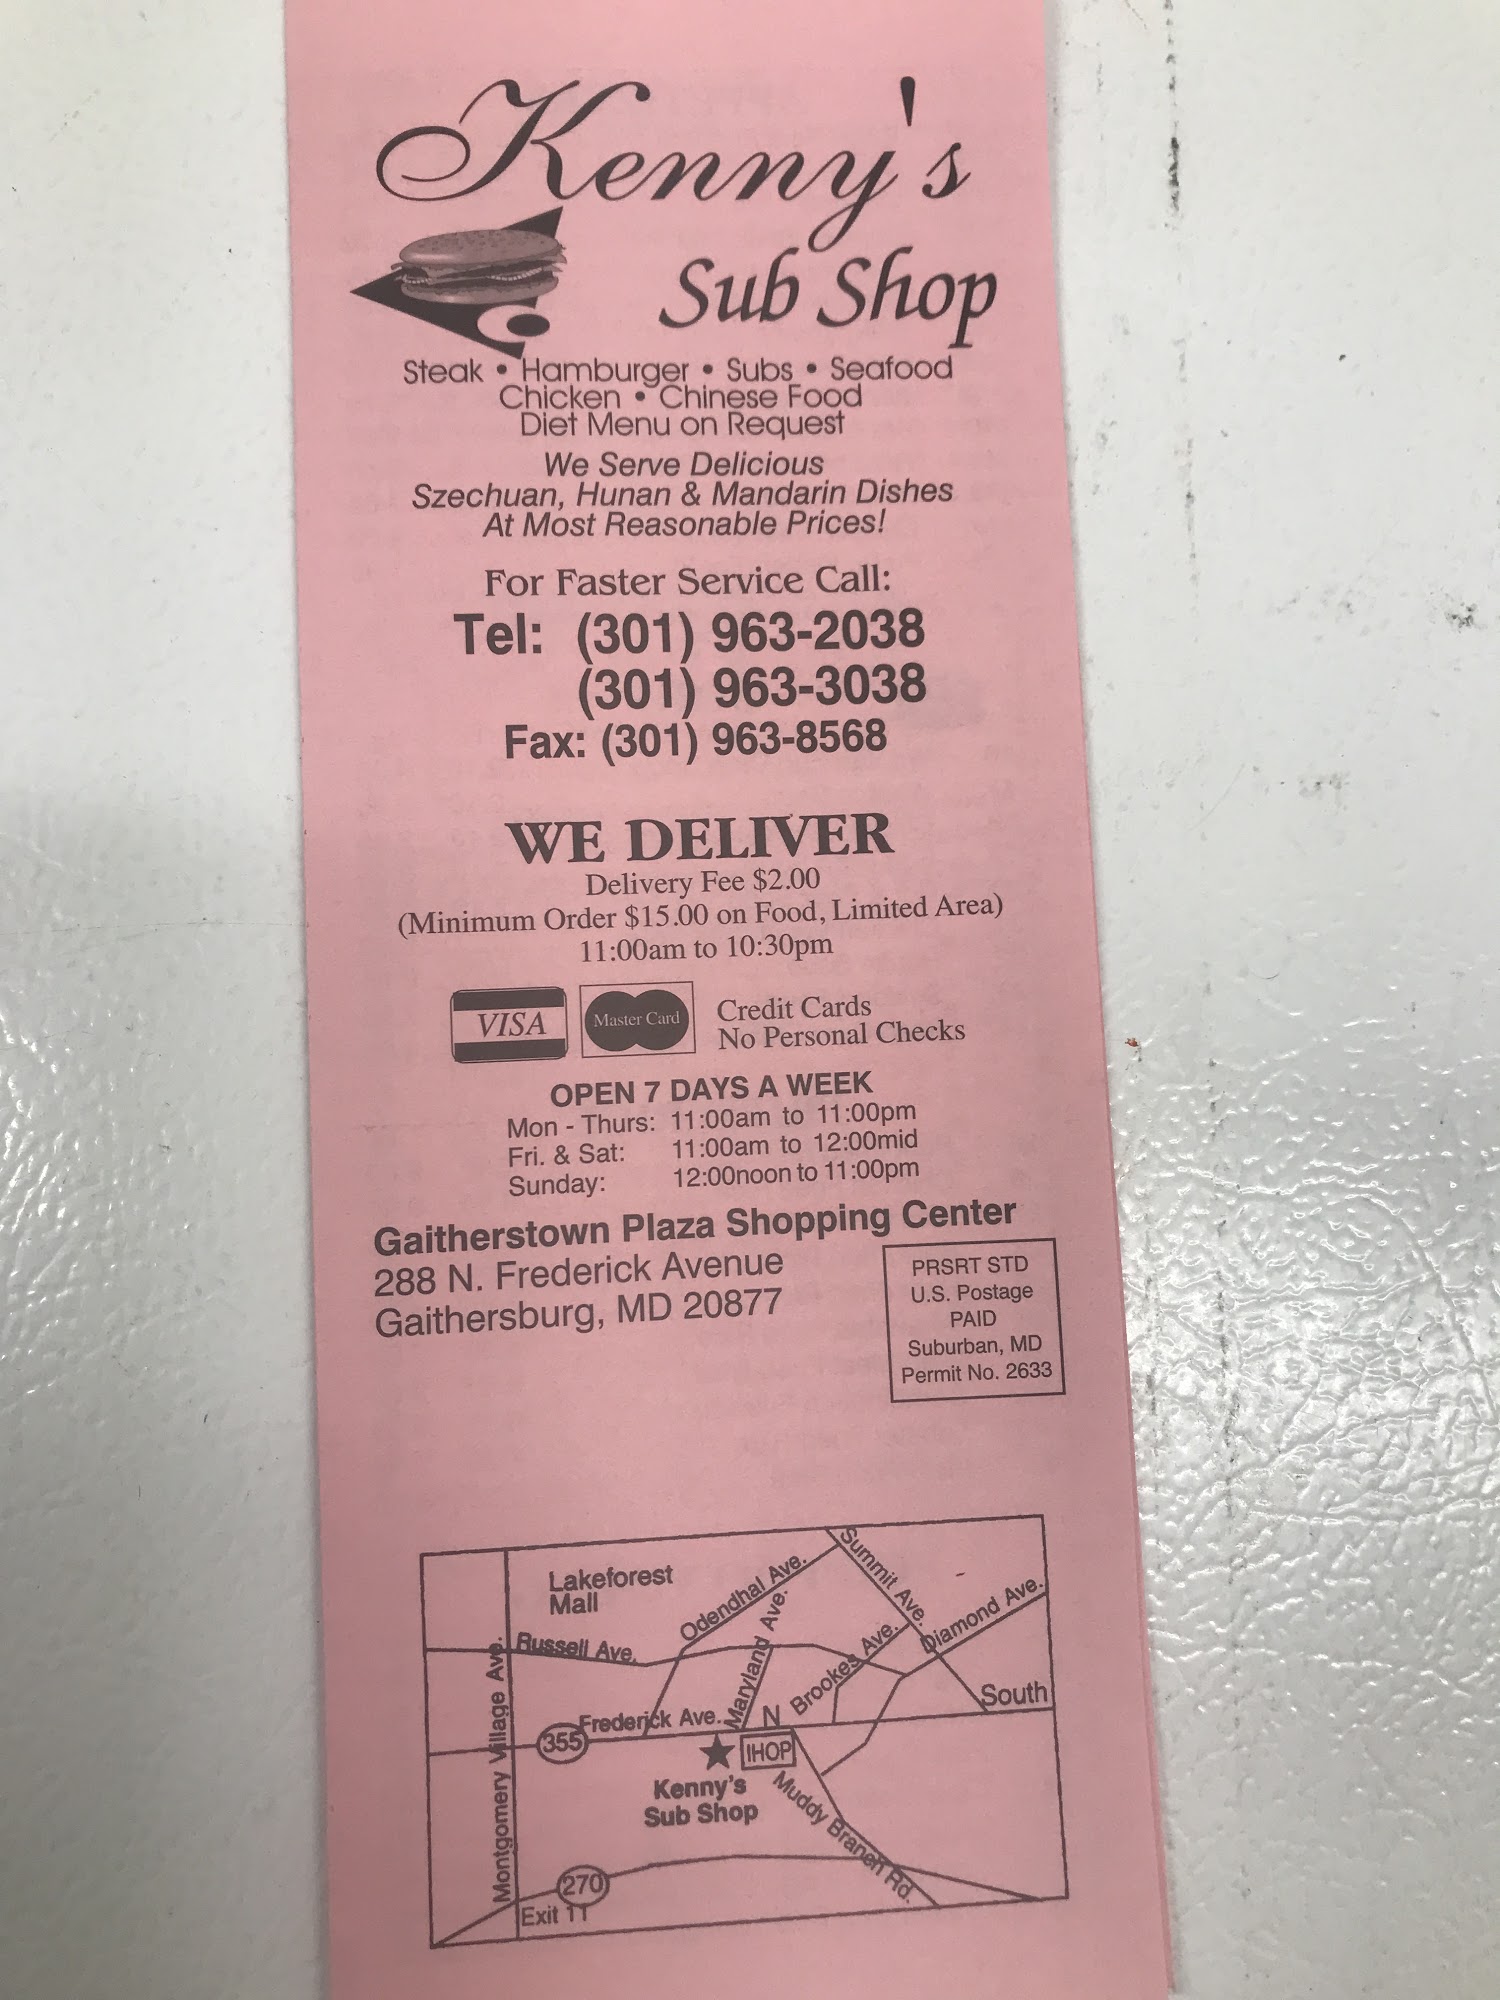 Kenny's
Sub Shop
Steak • Hamburger • Subs • Seafood
Chicken • Chinese Food
Diet Menu on Request
We Serve Delicious
Szechuan, Hunan & Mandarin Dishes
At Most Reasonable Prices!
For Faster Service Call:
Tel: (301) 963-2038
(301) 963-3038
Fax: (301) 963-8568
WE DELIVER
Delivery Fee $2.00
(Minimum Order $15.00 on Food, Limited Area)
11:00am to 10:30pm
VISA
Master Card
Credit Cards
No Personal Checks
OPEN 7 DAYS A WEEK
Mon - Thurs: 11:00am to 11:00pm
Fri. & Sat: 11:00am to 12:00mid
Sunday: 12:00noon to 11:00pm
Gaitherstown Plaza Shopping Center
288 N. Frederick Avenue
Gaithersburg, MD 20877
PRSRT STD
U.S. Postage
PAID
Suburban, MD
Permit No. 2633
Lakeforest
Mall
Odendhal Ave.
Summit Ave.
Diamond Ave.
Russell Ave.
Maryland Ave.
Brookes Ave.
South
Montgomery Village Ave.
355
Frederick Ave.
N
IHOP
Kenny's
Sub Shop
Muddy Branch Rd.
270
Exit 11